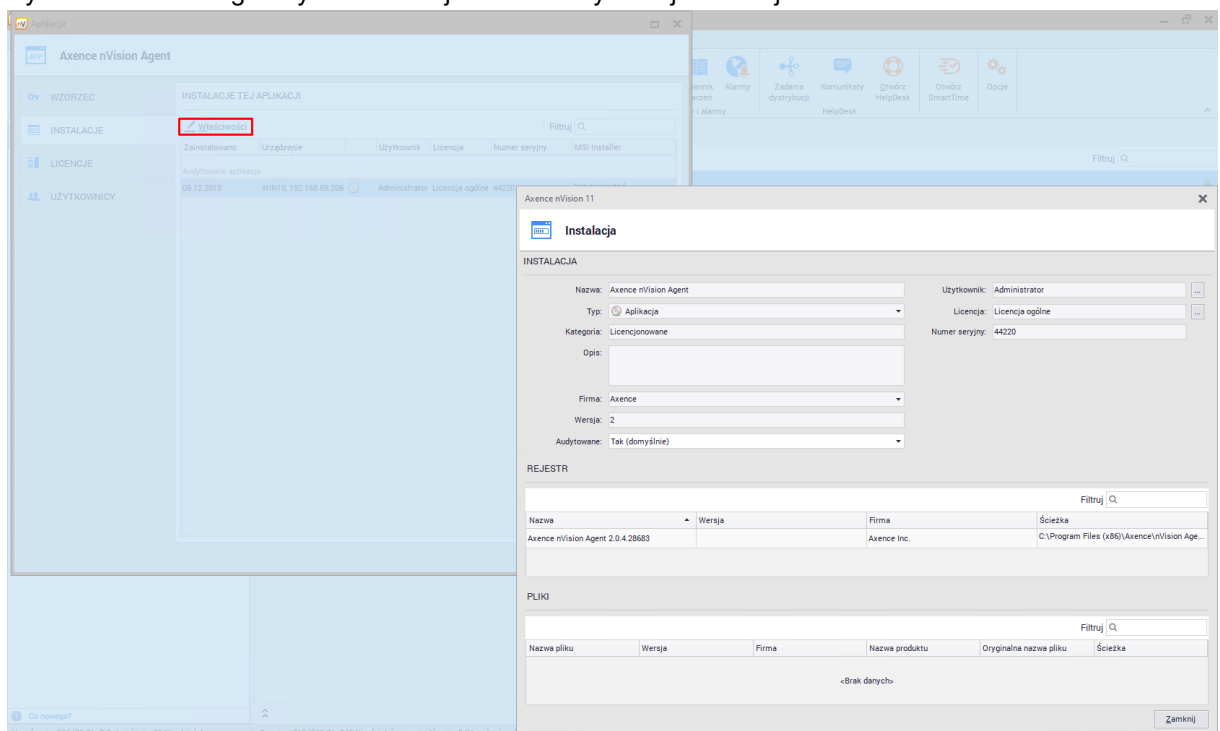 Aplikacja
APP Axence nVision Agent
WZORZEC
INSTALACJE
LICENCJE
UŻYTKOWNICY
INSTALACJE TEJ APLIKACJI
Właściwości Filtruj
Zainstalowano Urządzenie Użytkownik Licencja Numer seryjny MSI Installer
Audytowane aplikacje
05.12.2019 WIN10, 192.168.69.206 Administrator Licencja ogólne 44220
Alarmy Zadania dystrybucji Komunikaty Otwórz HelpDesk Otwórz SmartTime Opcje
i alarmy HelpDesk
Filtruj
Axence nVision 11
Instalacja
INSTALACJA
Nazwa: Axence nVision Agent Użytkownik: Administrator ...
Typ: Aplikacja Licencja: Licencja ogólne ...
Kategoria: Licencjonowane Numer seryjny: 44220
Opis:
Firma: Axence
Wersja: 2
Audytowane: Tak (domyślnie)
REJESTR
Filtruj
Nazwa Wersja Firma Ścieżka
Axence nVision Agent 2.0.4.28683 Axence Inc. C:\Program Files (x86)\Axence\nVision Age...
PLIKI
Filtruj
Nazwa pliku Wersja Firma Nazwa produktu Oryginalna nazwa pliku Ścieżka
<Brak danych>
Zamknij
Co nowego?